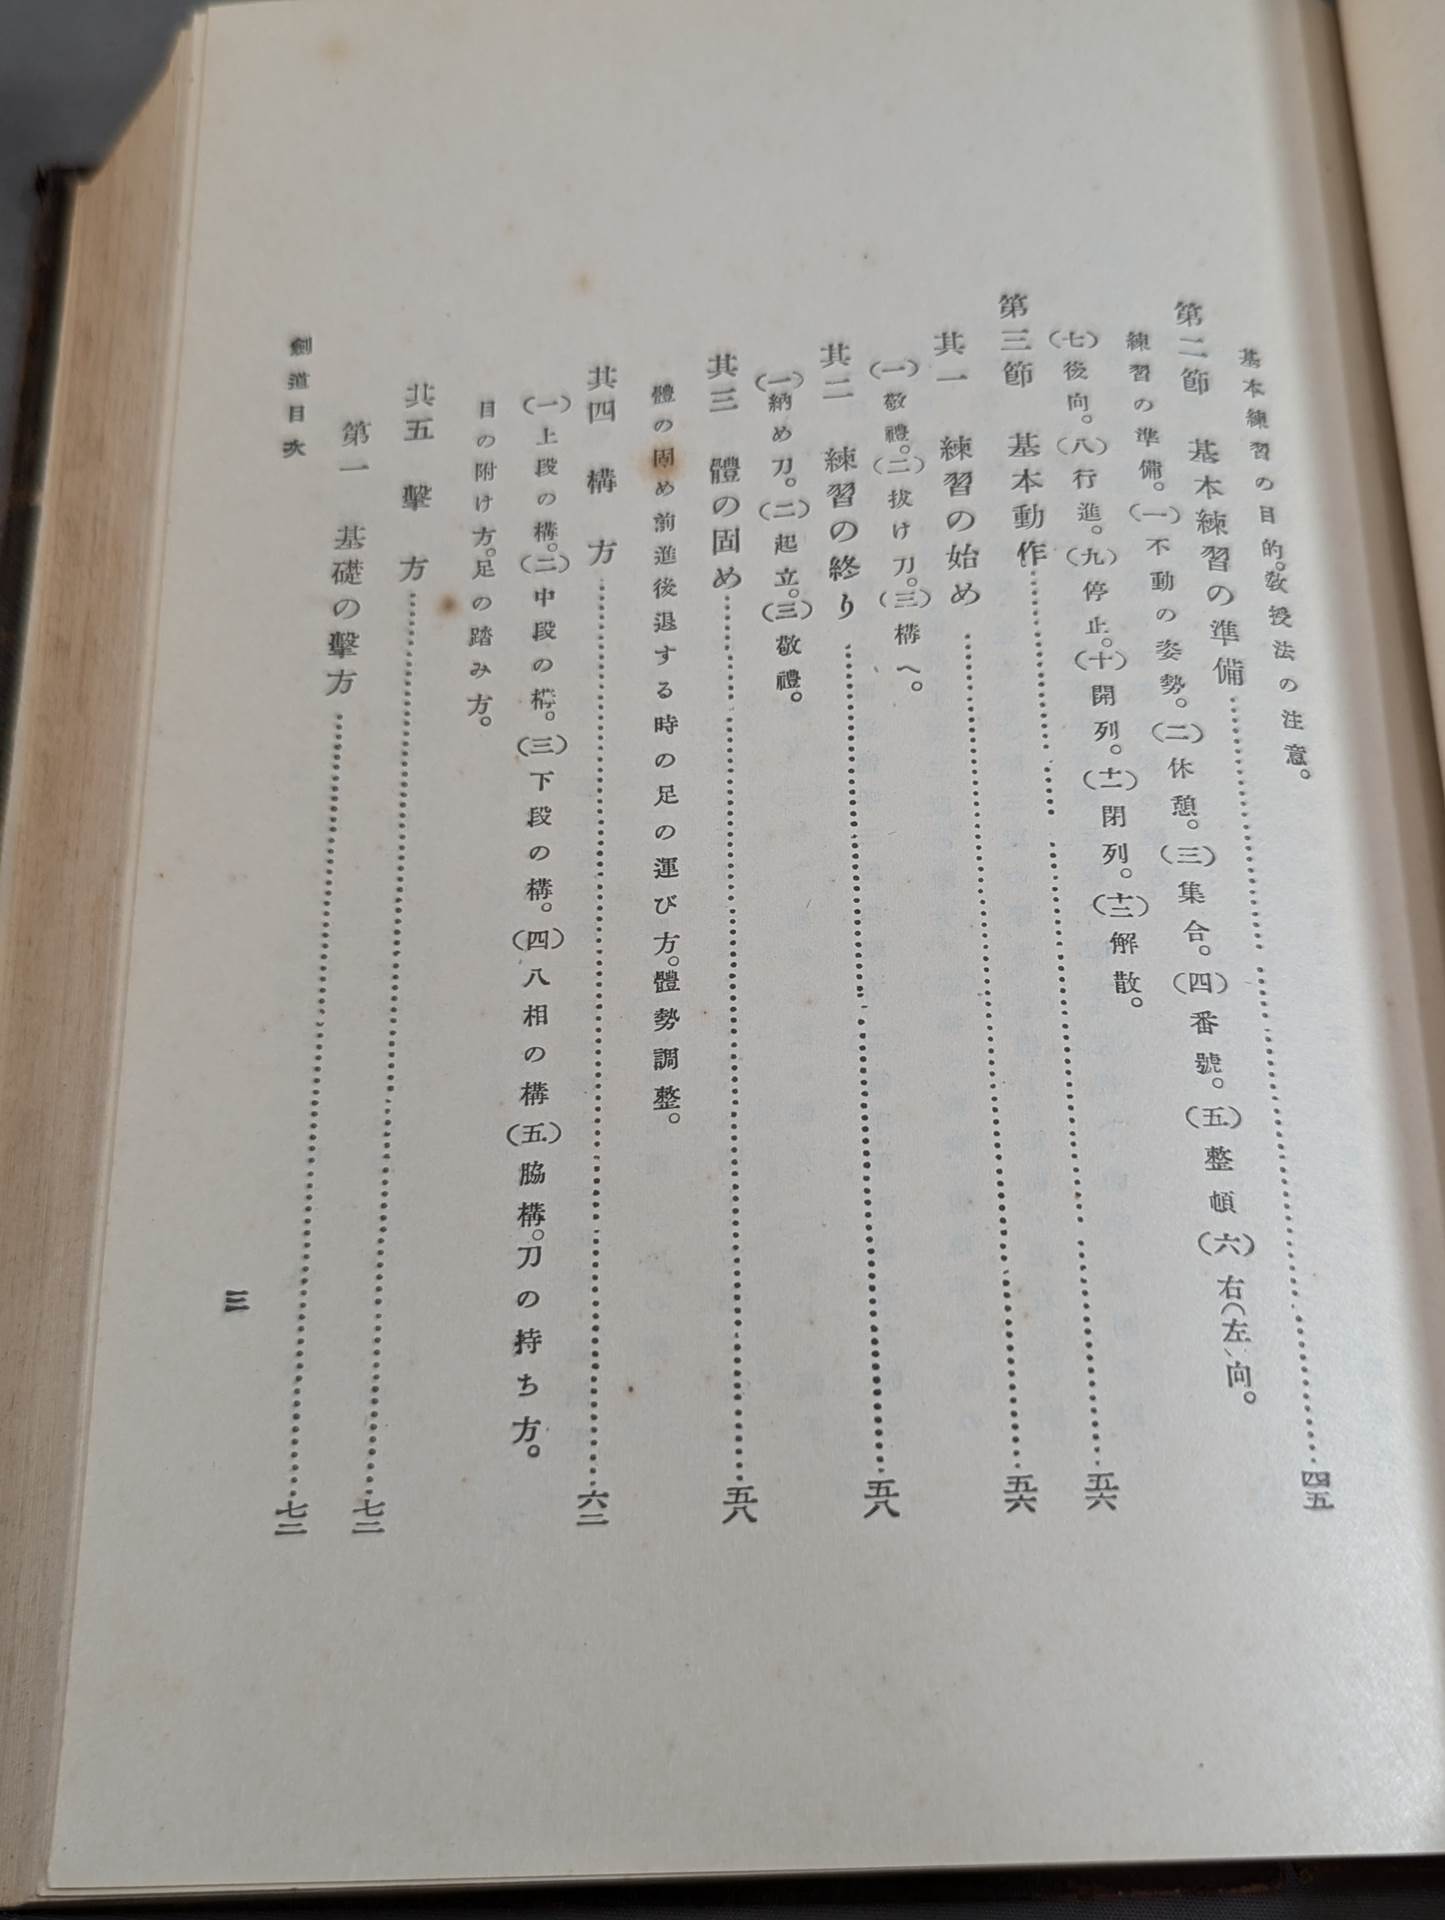 基本練習の目的。敎授法の注意。
第二節　基本練習の準備……四五
練習の準備。(一)不動の姿勢。(二)休憩。(三)集合。(四)番號。(五)整頓(六)右(左)向。
(七)後向。(八)行進。(九)停止。(十)開列。(十一)閉列。(十二)解散。
第三節　基本動作……五六
其一　練習の始め……五六
(一)敬禮。(二)拔け刀。(三)構へ。
其二　練習の終り……五八
(一)納め刀。(二)起立。(三)敬禮。
其三　體の固め……五八
體の固め前進後退する時の足の運び方。體勢調整。
其四　構方……六二
(一)上段の構。(二)中段の構。(三)下段の構。(四)八相の構(五)脇構。刀の持ち方。
目の附け方。足の踏み方。
其五　擊方……七二
第一　基礎の擊方……七二
劍道目次
三